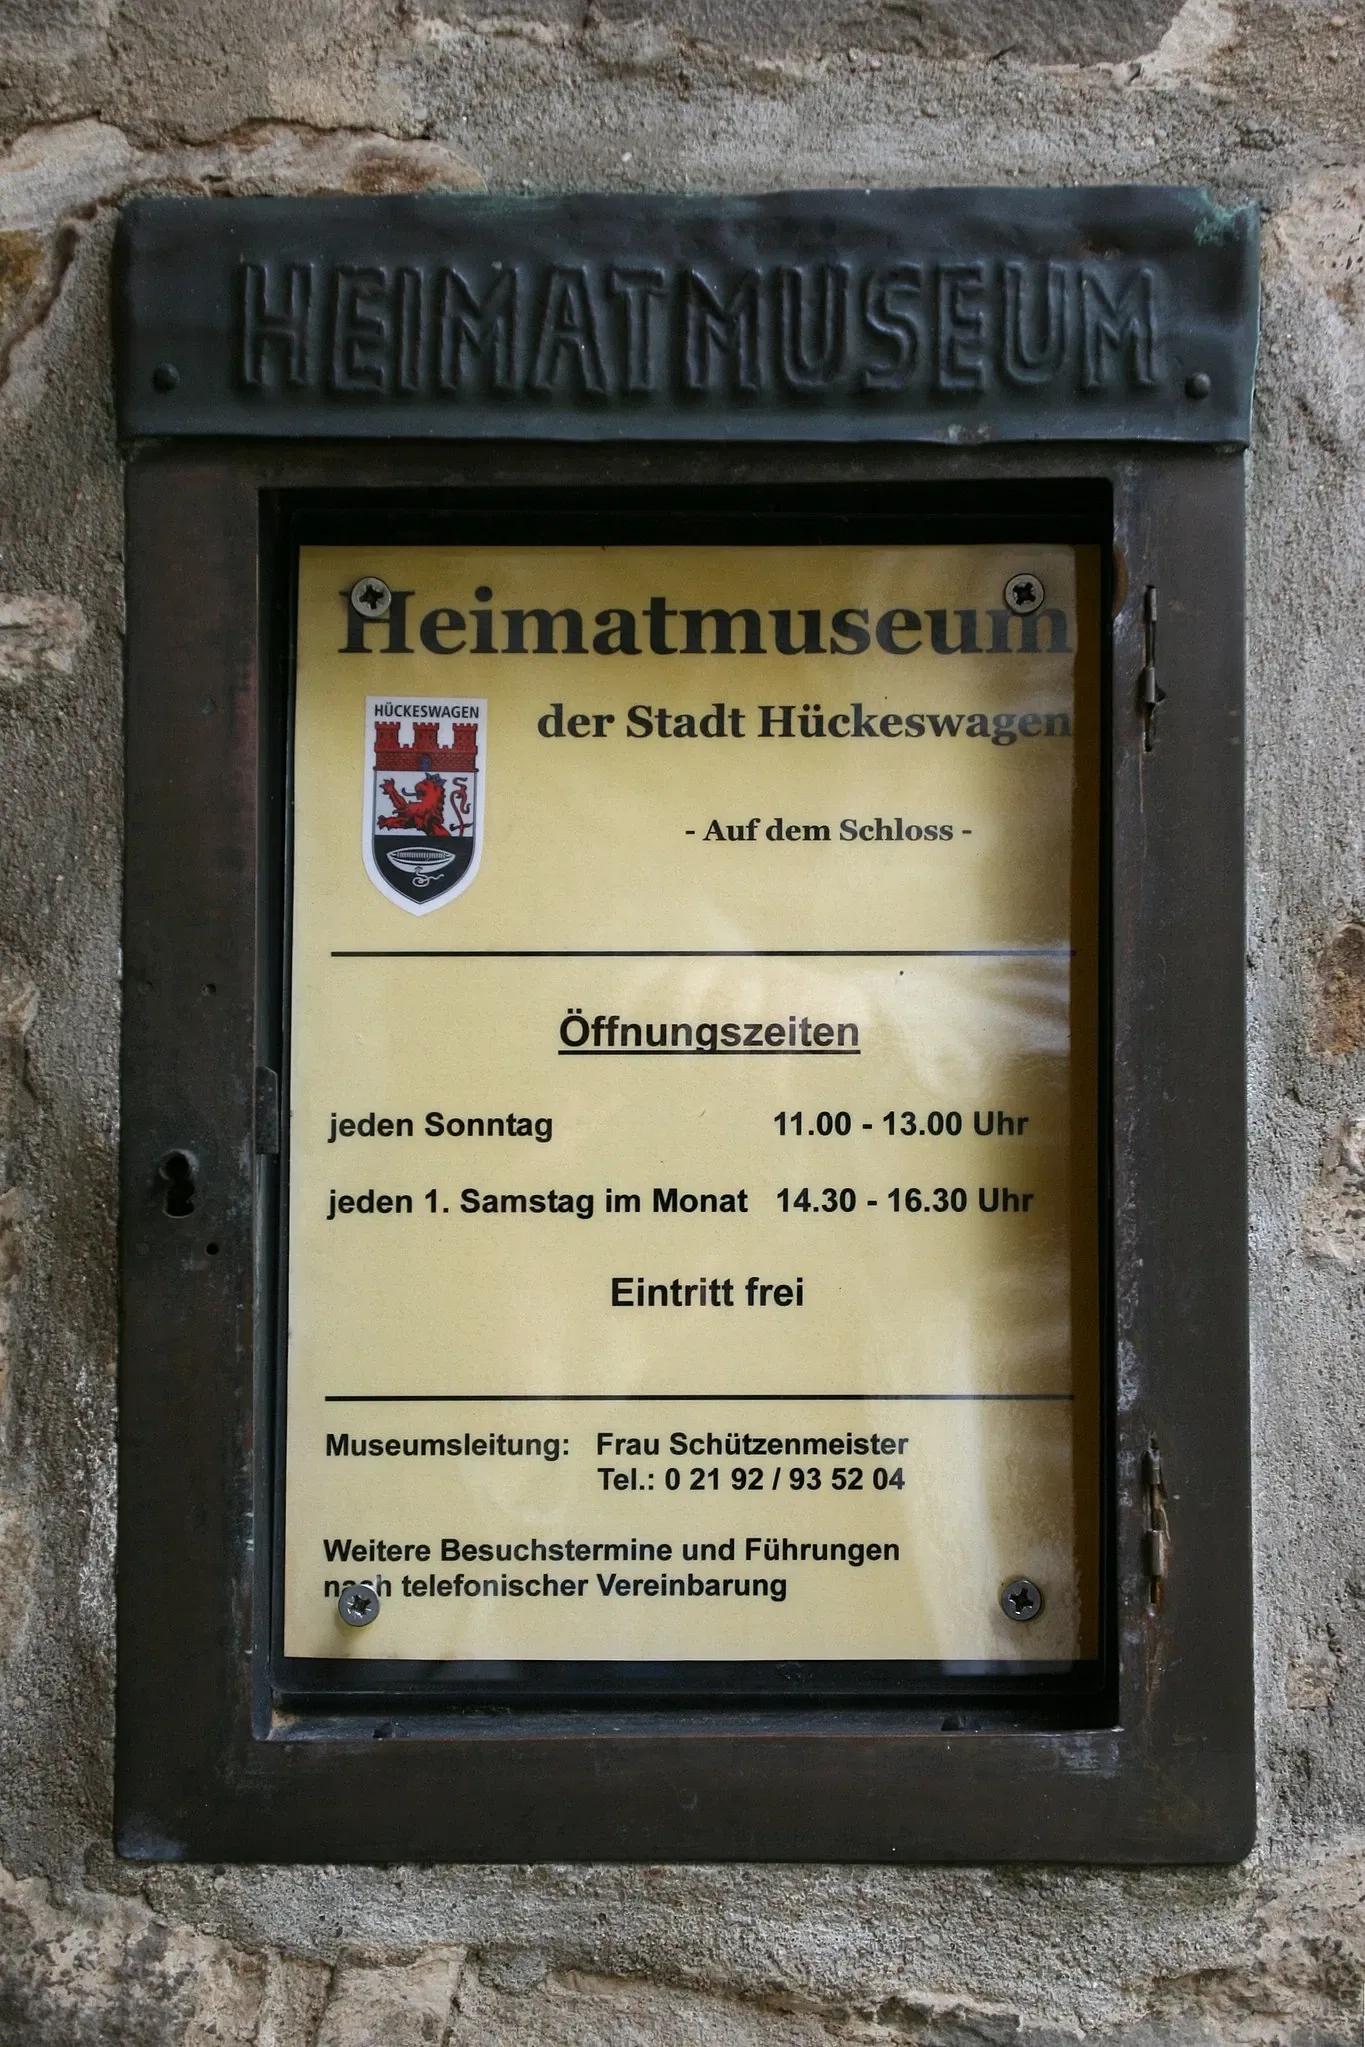 HEIMATMUSEUM
Heimatmuseum
HÜCKESWAGEN
der Stadt Hückeswagen
- Auf dem Schloss -
Öffnungszeiten
jeden Sonntag 11.00 - 13.00 Uhr
jeden 1. Samstag im Monat 14.30 - 16.30 Uhr
Eintritt frei
Museumsleitung: Frau Schützenmeister
Tel.: 0 21 92 / 93 52 04
Weitere Besuchstermine und Führungen
nach telefonischer Vereinbarung